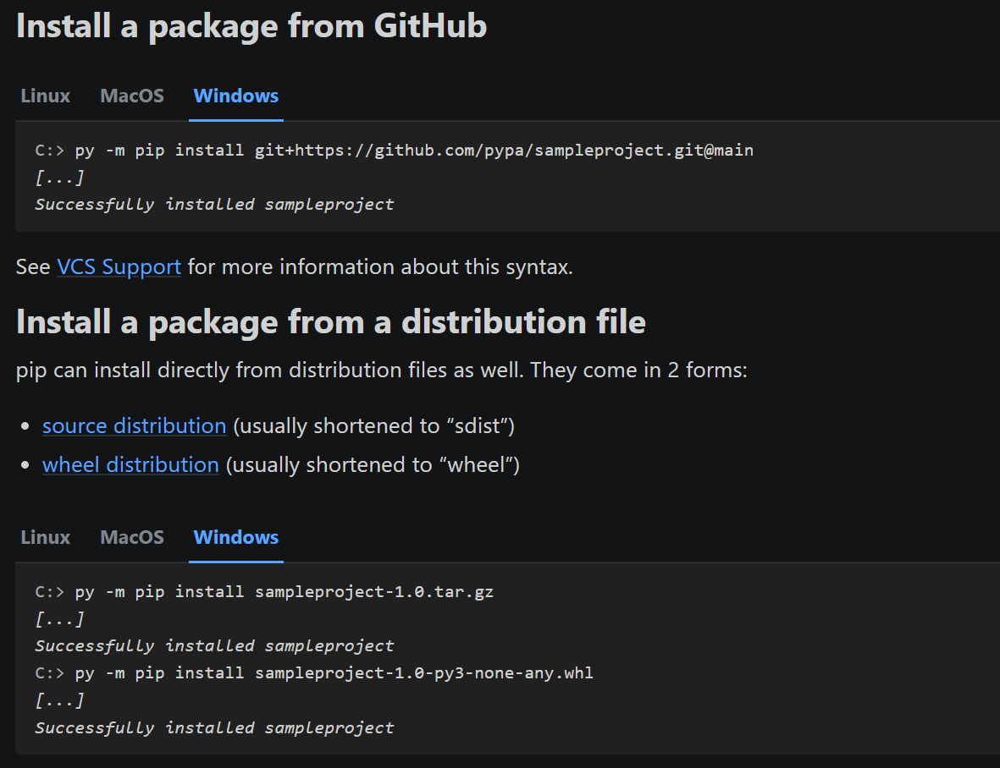 Install a package from GitHub
Linux MacOS Windows
C:> py -m pip install git+https://github.com/pypa/sampleproject.git@main
[...]
Successfully installed sampleproject
See VCS Support for more information about this syntax.
Install a package from a distribution file
pip can install directly from distribution files as well. They come in 2 forms:
• source distribution (usually shortened to “sdist”)
• wheel distribution (usually shortened to “wheel”)
Linux MacOS Windows
C:> py -m pip install sampleproject-1.0.tar.gz
[...]
Successfully installed sampleproject
C:> py -m pip install sampleproject-1.0-py3-none-any.whl
[...]
Successfully installed sampleproject